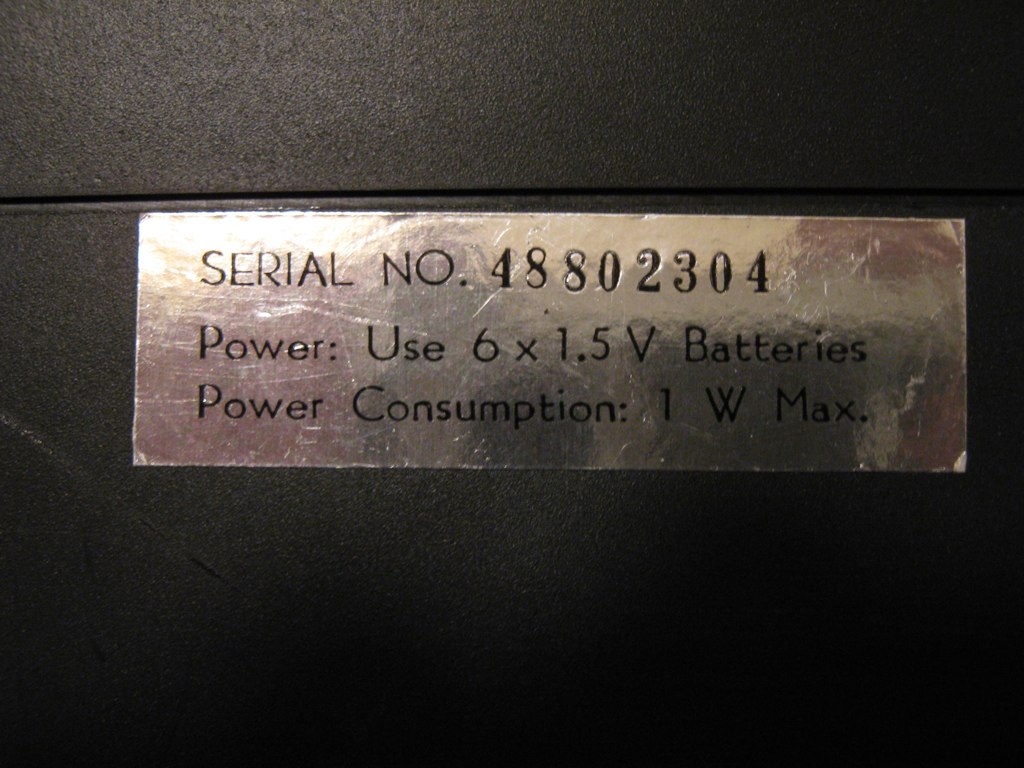 SERIAL NO. 48802304
Power: Use 6 x 1.5 V Batteries
Power Consumption: 1 W Max.